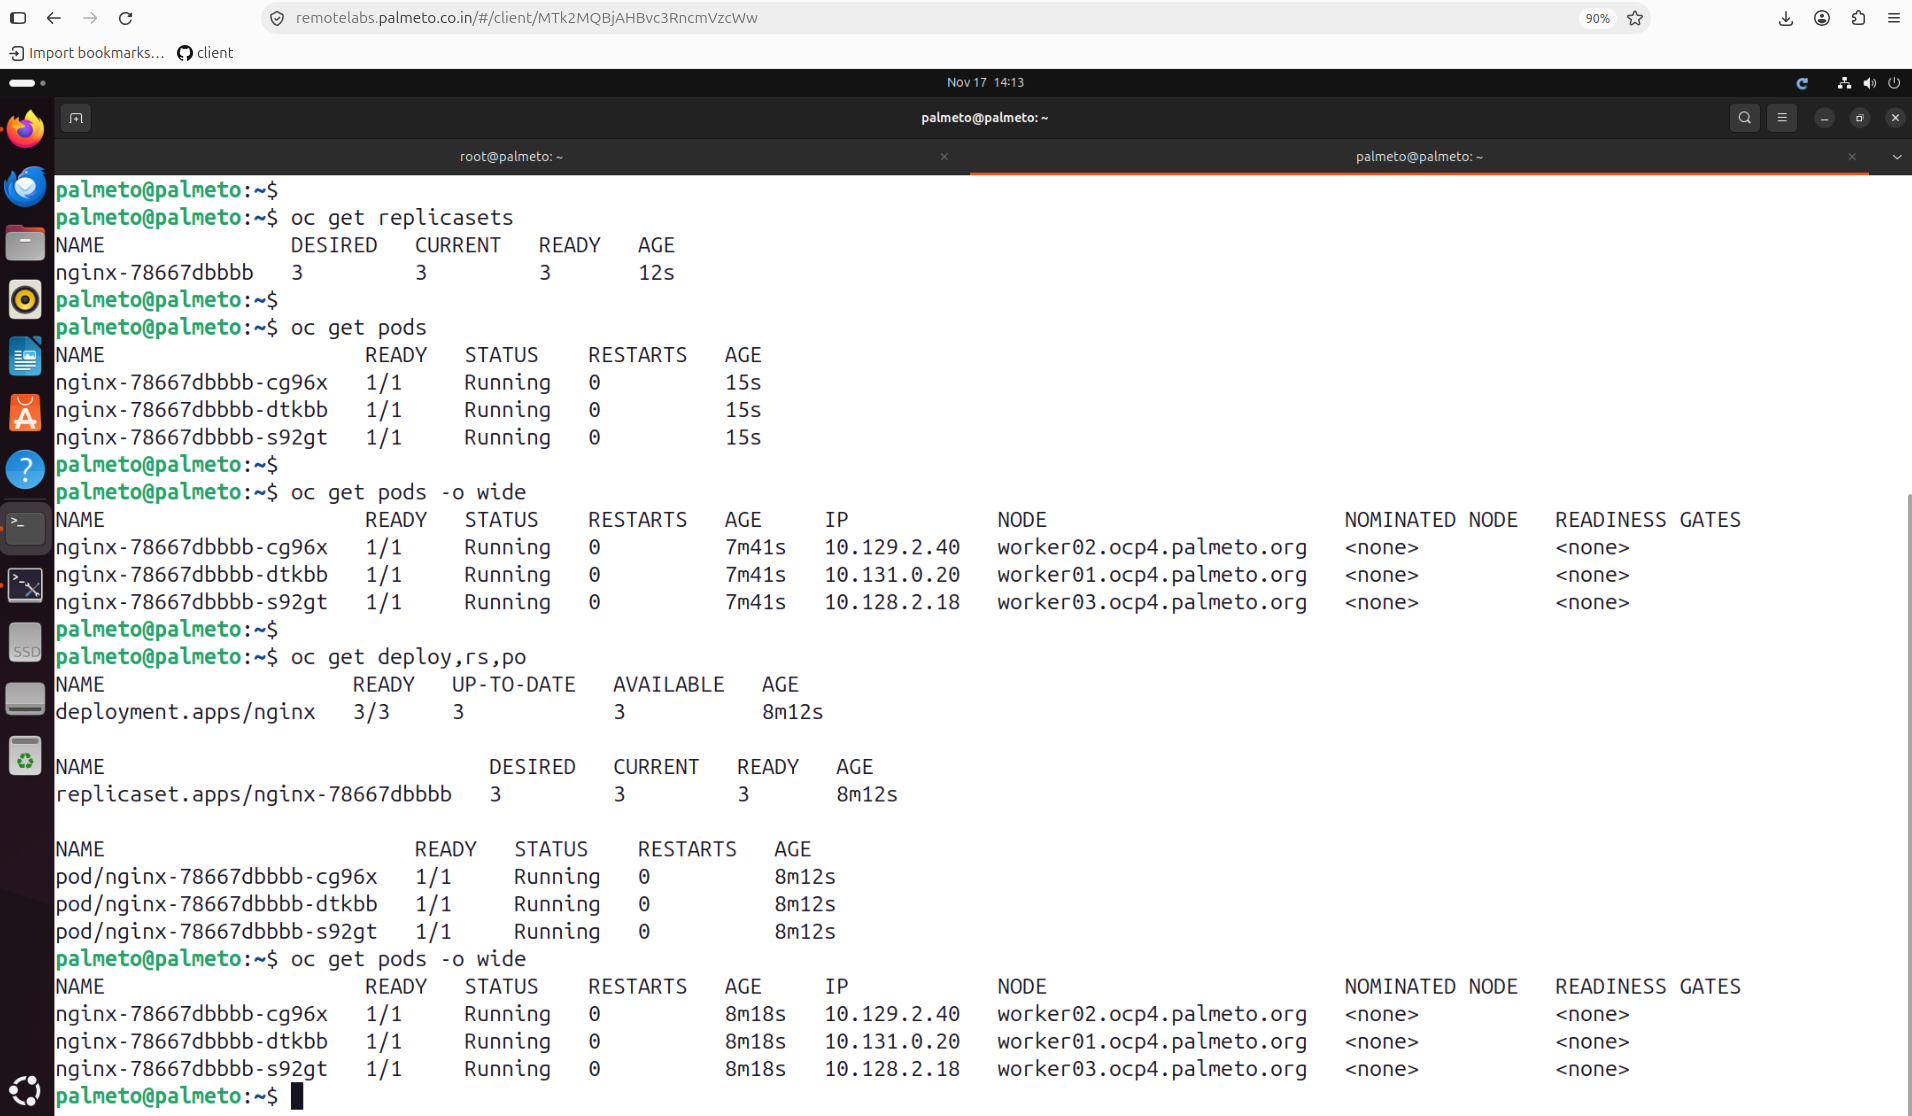 remotelabs.palmeto.co.in/#/client/MTk2MQBjAHBvc3RncmVzcWw
90%
Import bookmarks...
client
Nov 17 14:13
palmeto@palmeto: ~
root@palmeto: ~
palmeto@palmeto: ~
palmeto@palmeto:~$
palmeto@palmeto:~$ oc get replicasets
NAME DESIRED CURRENT READY AGE
nginx-78667dbbbb 3 3 3 12s
palmeto@palmeto:~$
palmeto@palmeto:~$ oc get pods
NAME READY STATUS RESTARTS AGE
nginx-78667dbbbb-cg96x 1/1 Running 0 15s
nginx-78667dbbbb-dtkbb 1/1 Running 0 15s
nginx-78667dbbbb-s92gt 1/1 Running 0 15s
palmeto@palmeto:~$
palmeto@palmeto:~$ oc get pods -o wide
NAME READY STATUS RESTARTS AGE IP NODE NOMINATED NODE READINESS GATES
nginx-78667dbbbb-cg96x 1/1 Running 0 7m41s 10.129.2.40 worker02.ocp4.palmeto.org <none> <none>
nginx-78667dbbbb-dtkbb 1/1 Running 0 7m41s 10.131.0.20 worker01.ocp4.palmeto.org <none> <none>
nginx-78667dbbbb-s92gt 1/1 Running 0 7m41s 10.128.2.18 worker03.ocp4.palmeto.org <none> <none>
palmeto@palmeto:~$
palmeto@palmeto:~$ oc get deploy,rs,po
NAME READY UP-TO-DATE AVAILABLE AGE
deployment.apps/nginx 3/3 3 3 8m12s
NAME DESIRED CURRENT READY AGE
replicaset.apps/nginx-78667dbbbb 3 3 3 8m12s
NAME READY STATUS RESTARTS AGE
pod/nginx-78667dbbbb-cg96x 1/1 Running 0 8m12s
pod/nginx-78667dbbbb-dtkbb 1/1 Running 0 8m12s
pod/nginx-78667dbbbb-s92gt 1/1 Running 0 8m12s
palmeto@palmeto:~$ oc get pods -o wide
NAME READY STATUS RESTARTS AGE IP NODE NOMINATED NODE READINESS GATES
nginx-78667dbbbb-cg96x 1/1 Running 0 8m18s 10.129.2.40 worker02.ocp4.palmeto.org <none> <none>
nginx-78667dbbbb-dtkbb 1/1 Running 0 8m18s 10.131.0.20 worker01.ocp4.palmeto.org <none> <none>
nginx-78667dbbbb-s92gt 1/1 Running 0 8m18s 10.128.2.18 worker03.ocp4.palmeto.org <none> <none>
palmeto@palmeto:~$
SSD